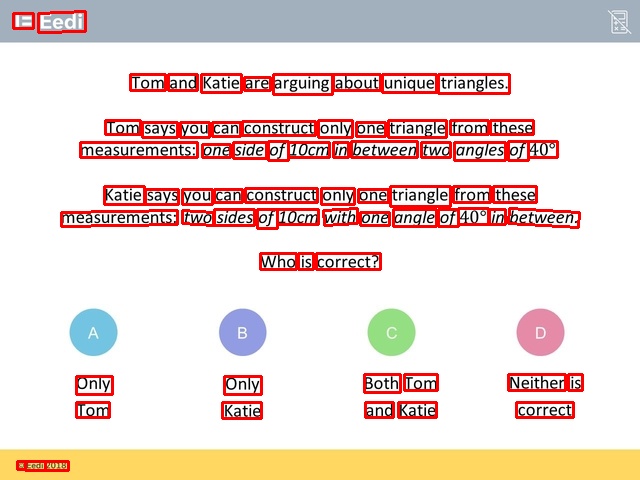 Eedi
Tom and Katie are arguing about unique triangles.
Tom says you can construct only one triangle from these
measurements: one side of 10cm in between two angles of 40°
Katie says you can construct only one triangle from these
measurements: two sides of 10cm with one angle of 40° in between.
Who is correct?
A
B
C
D
Only
Tom
Only
Katie
Both Tom
and Katie
Neither is
correct
© Eedi 2018